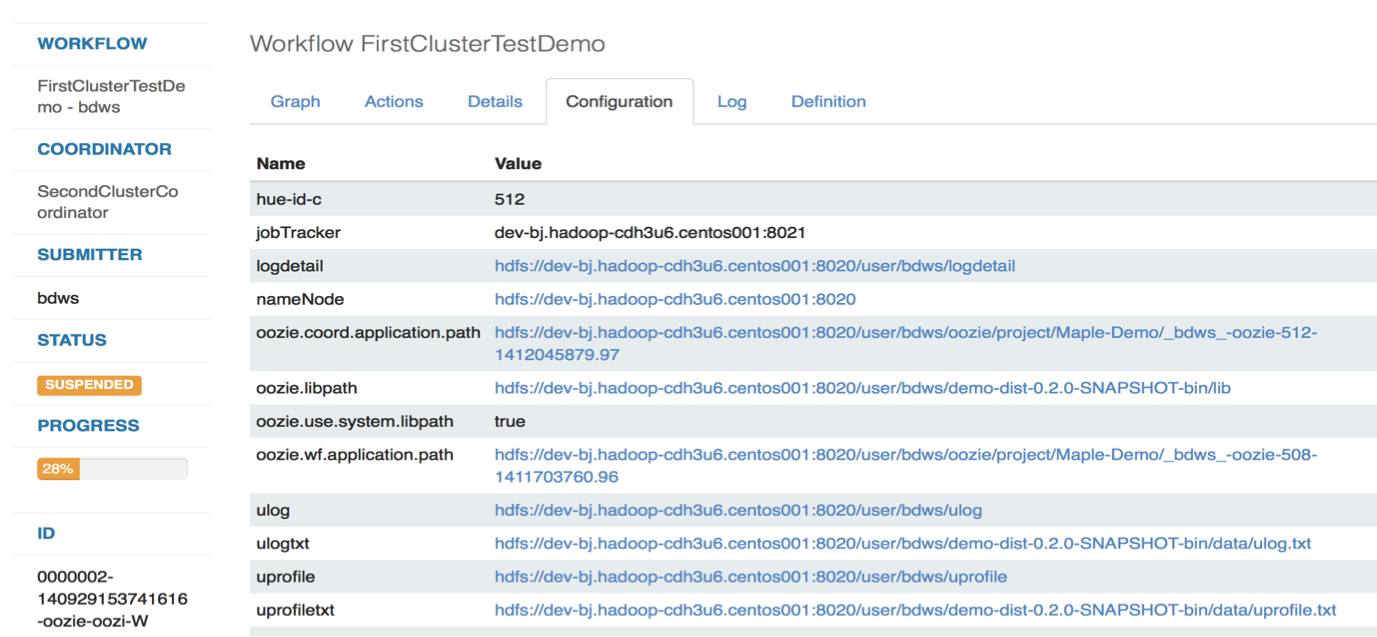 WORKFLOW
FirstClusterTestDe
mo - bdws
COORDINATOR
SecondClusterCo
ordinator
SUBMITTER
bdws
STATUS
SUSPENDED
PROGRESS
28%
ID
0000002-
140929153741616
-oozie-oozi-W
Workflow FirstClusterTestDemo
Graph Actions Details Configuration Log Definition
Name Value
hue-id-c 512
jobTracker dev-bj.hadoop-cdh3u6.centos001:8021
logdetail hdfs://dev-bj.hadoop-cdh3u6.centos001:8020/user/bdws/logdetail
nameNode hdfs://dev-bj.hadoop-cdh3u6.centos001:8020
oozie.coord.application.path hdfs://dev-bj.hadoop-cdh3u6.centos001:8020/user/bdws/oozie/project/Maple-Demo/_bdws_-oozie-512-
1412045879.97
oozie.libpath hdfs://dev-bj.hadoop-cdh3u6.centos001:8020/user/bdws/demo-dist-0.2.0-SNAPSHOT-bin/lib
oozie.use.system.libpath true
oozie.wf.application.path hdfs://dev-bj.hadoop-cdh3u6.centos001:8020/user/bdws/oozie/project/Maple-Demo/_bdws_-oozie-508-
1411703760.96
ulog hdfs://dev-bj.hadoop-cdh3u6.centos001:8020/user/bdws/ulog
ulogtxt hdfs://dev-bj.hadoop-cdh3u6.centos001:8020/user/bdws/demo-dist-0.2.0-SNAPSHOT-bin/data/ulog.txt
uprofile hdfs://dev-bj.hadoop-cdh3u6.centos001:8020/user/bdws/uprofile
uprofiletxt hdfs://dev-bj.hadoop-cdh3u6.centos001:8020/user/bdws/demo-dist-0.2.0-SNAPSHOT-bin/data/uprofile.txt